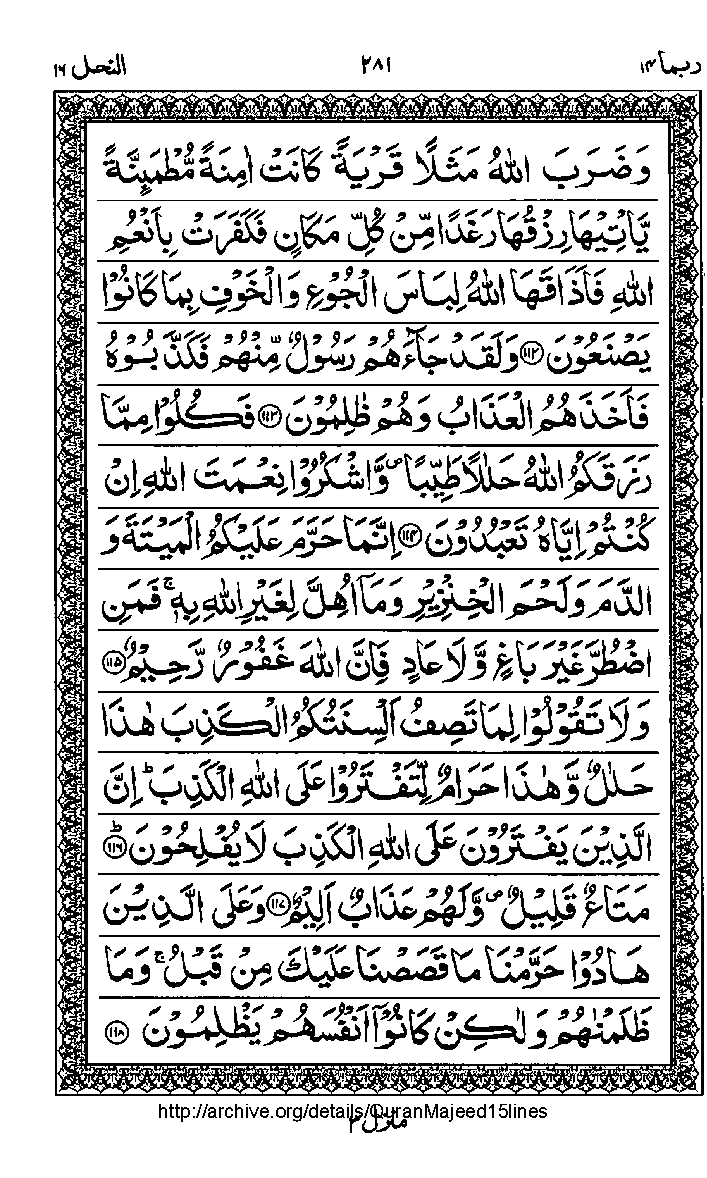 ربما ١٤
٢٨١
النحل ١٦
وَضَرَبَ اللّٰهُ مَثَلًا قَرْيَةً كَانَتْ اٰمِنَةً مُّطْمَئِنَّةً
يَّاْتِيْهَا رِزْقُهَا رَغَدًا مِّنْ كُلِّ مَكَانٍ فَكَفَرَتْ بِاَنْعُمِ
اللّٰهِ فَاَذَاقَهَا اللّٰهُ لِبَاسَ الْجُوْعِ وَالْخَوْفِ بِمَا كَانُوْا
يَصْنَعُوْنَ ﴿١١٢﴾ وَلَقَدْ جَآءَهُمْ رَسُوْلٌ مِّنْهُمْ فَكَذَّبُوْهُ
فَاَخَذَهُمُ الْعَذَابُ وَهُمْ ظٰلِمُوْنَ ﴿١١٣﴾ فَكُلُوْا مِمَّا
رَزَقَكُمُ اللّٰهُ حَلٰلًا طَيِّبًا ۖ وَّاشْكُرُوْا نِعْمَتَ اللّٰهِ اِنْ
كُنْتُمْ اِيَّاهُ تَعْبُدُوْنَ ﴿١١٤﴾ اِنَّمَا حَرَّمَ عَلَيْكُمُ الْمَيْتَةَ وَ
الدَّمَ وَلَحْمَ الْخِنْزِيْرِ وَمَآ اُهِلَّ لِغَيْرِ اللّٰهِ بِهٖ ۚ فَمَنِ
اضْطُرَّ غَيْرَ بَاغٍ وَّلَا عَادٍ فَاِنَّ اللّٰهَ غَفُوْرٌ رَّحِيْمٌ ﴿١١٥﴾
وَلَا تَقُوْلُوْا لِمَا تَصِفُ اَلْسِنَتُكُمُ الْكَذِبَ هٰذَا
حَلٰلٌ وَّهٰذَا حَرَامٌ لِّتَفْتَرُوْا عَلَى اللّٰهِ الْكَذِبَ ؕ اِنَّ
الَّذِيْنَ يَفْتَرُوْنَ عَلَى اللّٰهِ الْكَذِبَ لَا يُفْلِحُوْنَ ﴿١١٦﴾ؕ
مَتَاعٌ قَلِيْلٌ ۖ وَّلَهُمْ عَذَابٌ اَلِيْمٌ ﴿١١٧﴾ وَعَلَى الَّذِيْنَ
هَادُوْا حَرَّمْنَا مَا قَصَصْنَا عَلَيْكَ مِنْ قَبْلُ ۚ وَمَا
ظَلَمْنٰهُمْ وَلٰكِنْ كَانُوْٓا اَنْفُسَهُمْ يَظْلِمُوْنَ ﴿١١٨﴾
http://archive.org/details/QuranMajeed15lines
منزل ٣